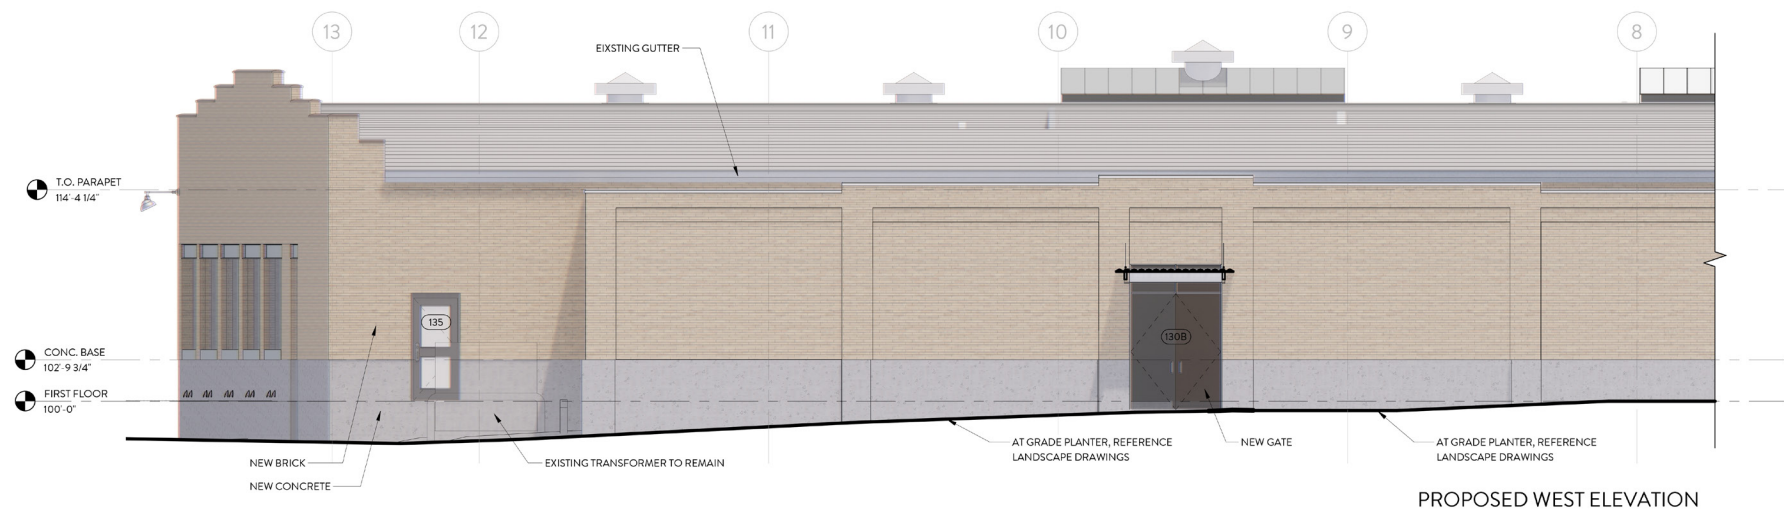 13
12
11
10
9
8
EIXSTING GUTTER
T.O. PARAPET
114'-4 1/4"
CONC. BASE
102'-9 3/4"
FIRST FLOOR
100'-0"
135
130B
NEW BRICK
NEW CONCRETE
EXISTING TRANSFORMER TO REMAIN
AT GRADE PLANTER, REFERENCE
LANDSCAPE DRAWINGS
NEW GATE
AT GRADE PLANTER, REFERENCE
LANDSCAPE DRAWINGS
PROPOSED WEST ELEVATION